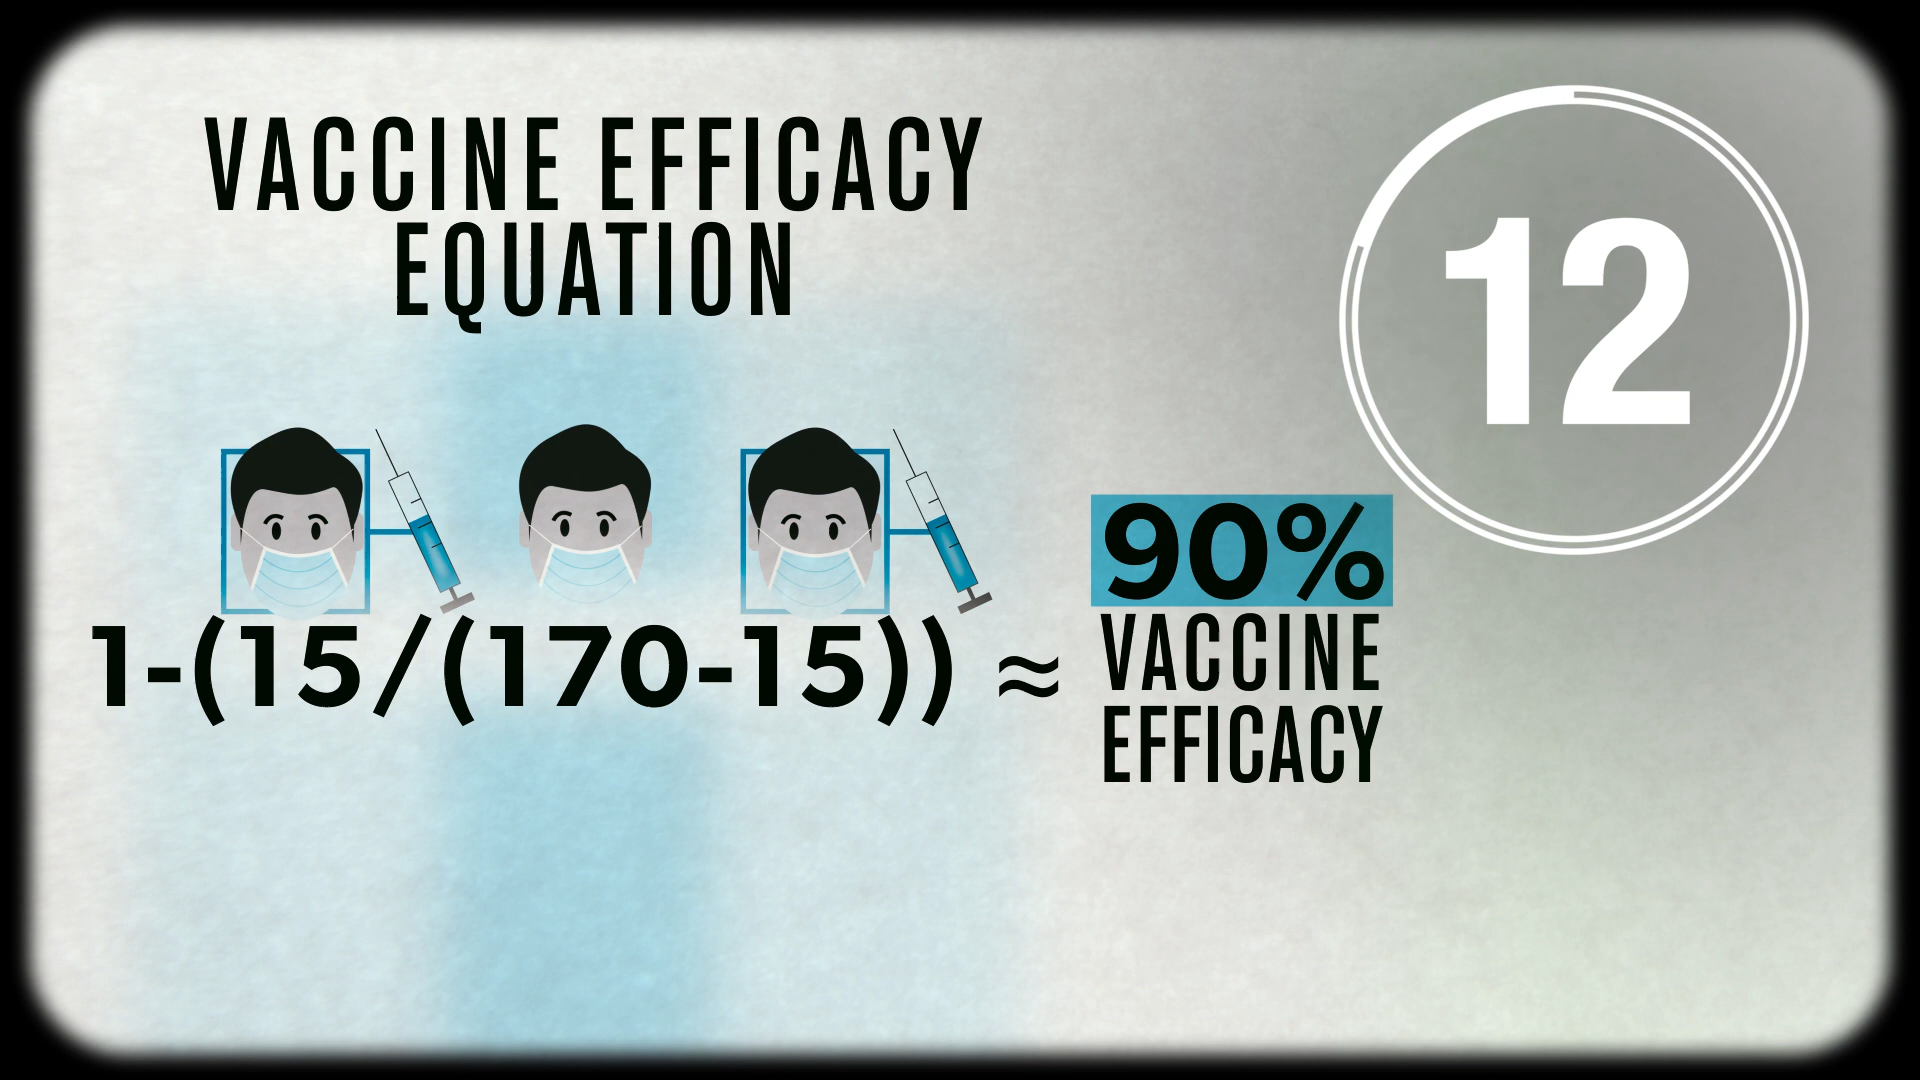 VACCINE EFFICACY
EQUATION
12
1-(15/(170-15)) ≈
90%
VACCINE
EFFICACY